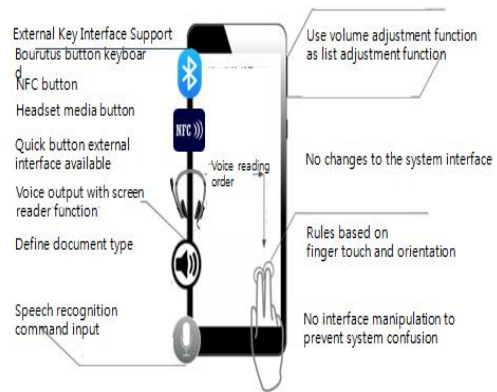 External Key Interface Support
Bourutus button keyboar
d
NFC button
Headset media button
Quick button external
interface available
Voice output with screen
reader function
Define document type
Speech recognition
command input
NFC
Voice reading
order
Use volume adjustment function
as list adjustment function
No changes to the system interface
Rules based on
finger touch and orientation
No interface manipulation to
prevent system confusion